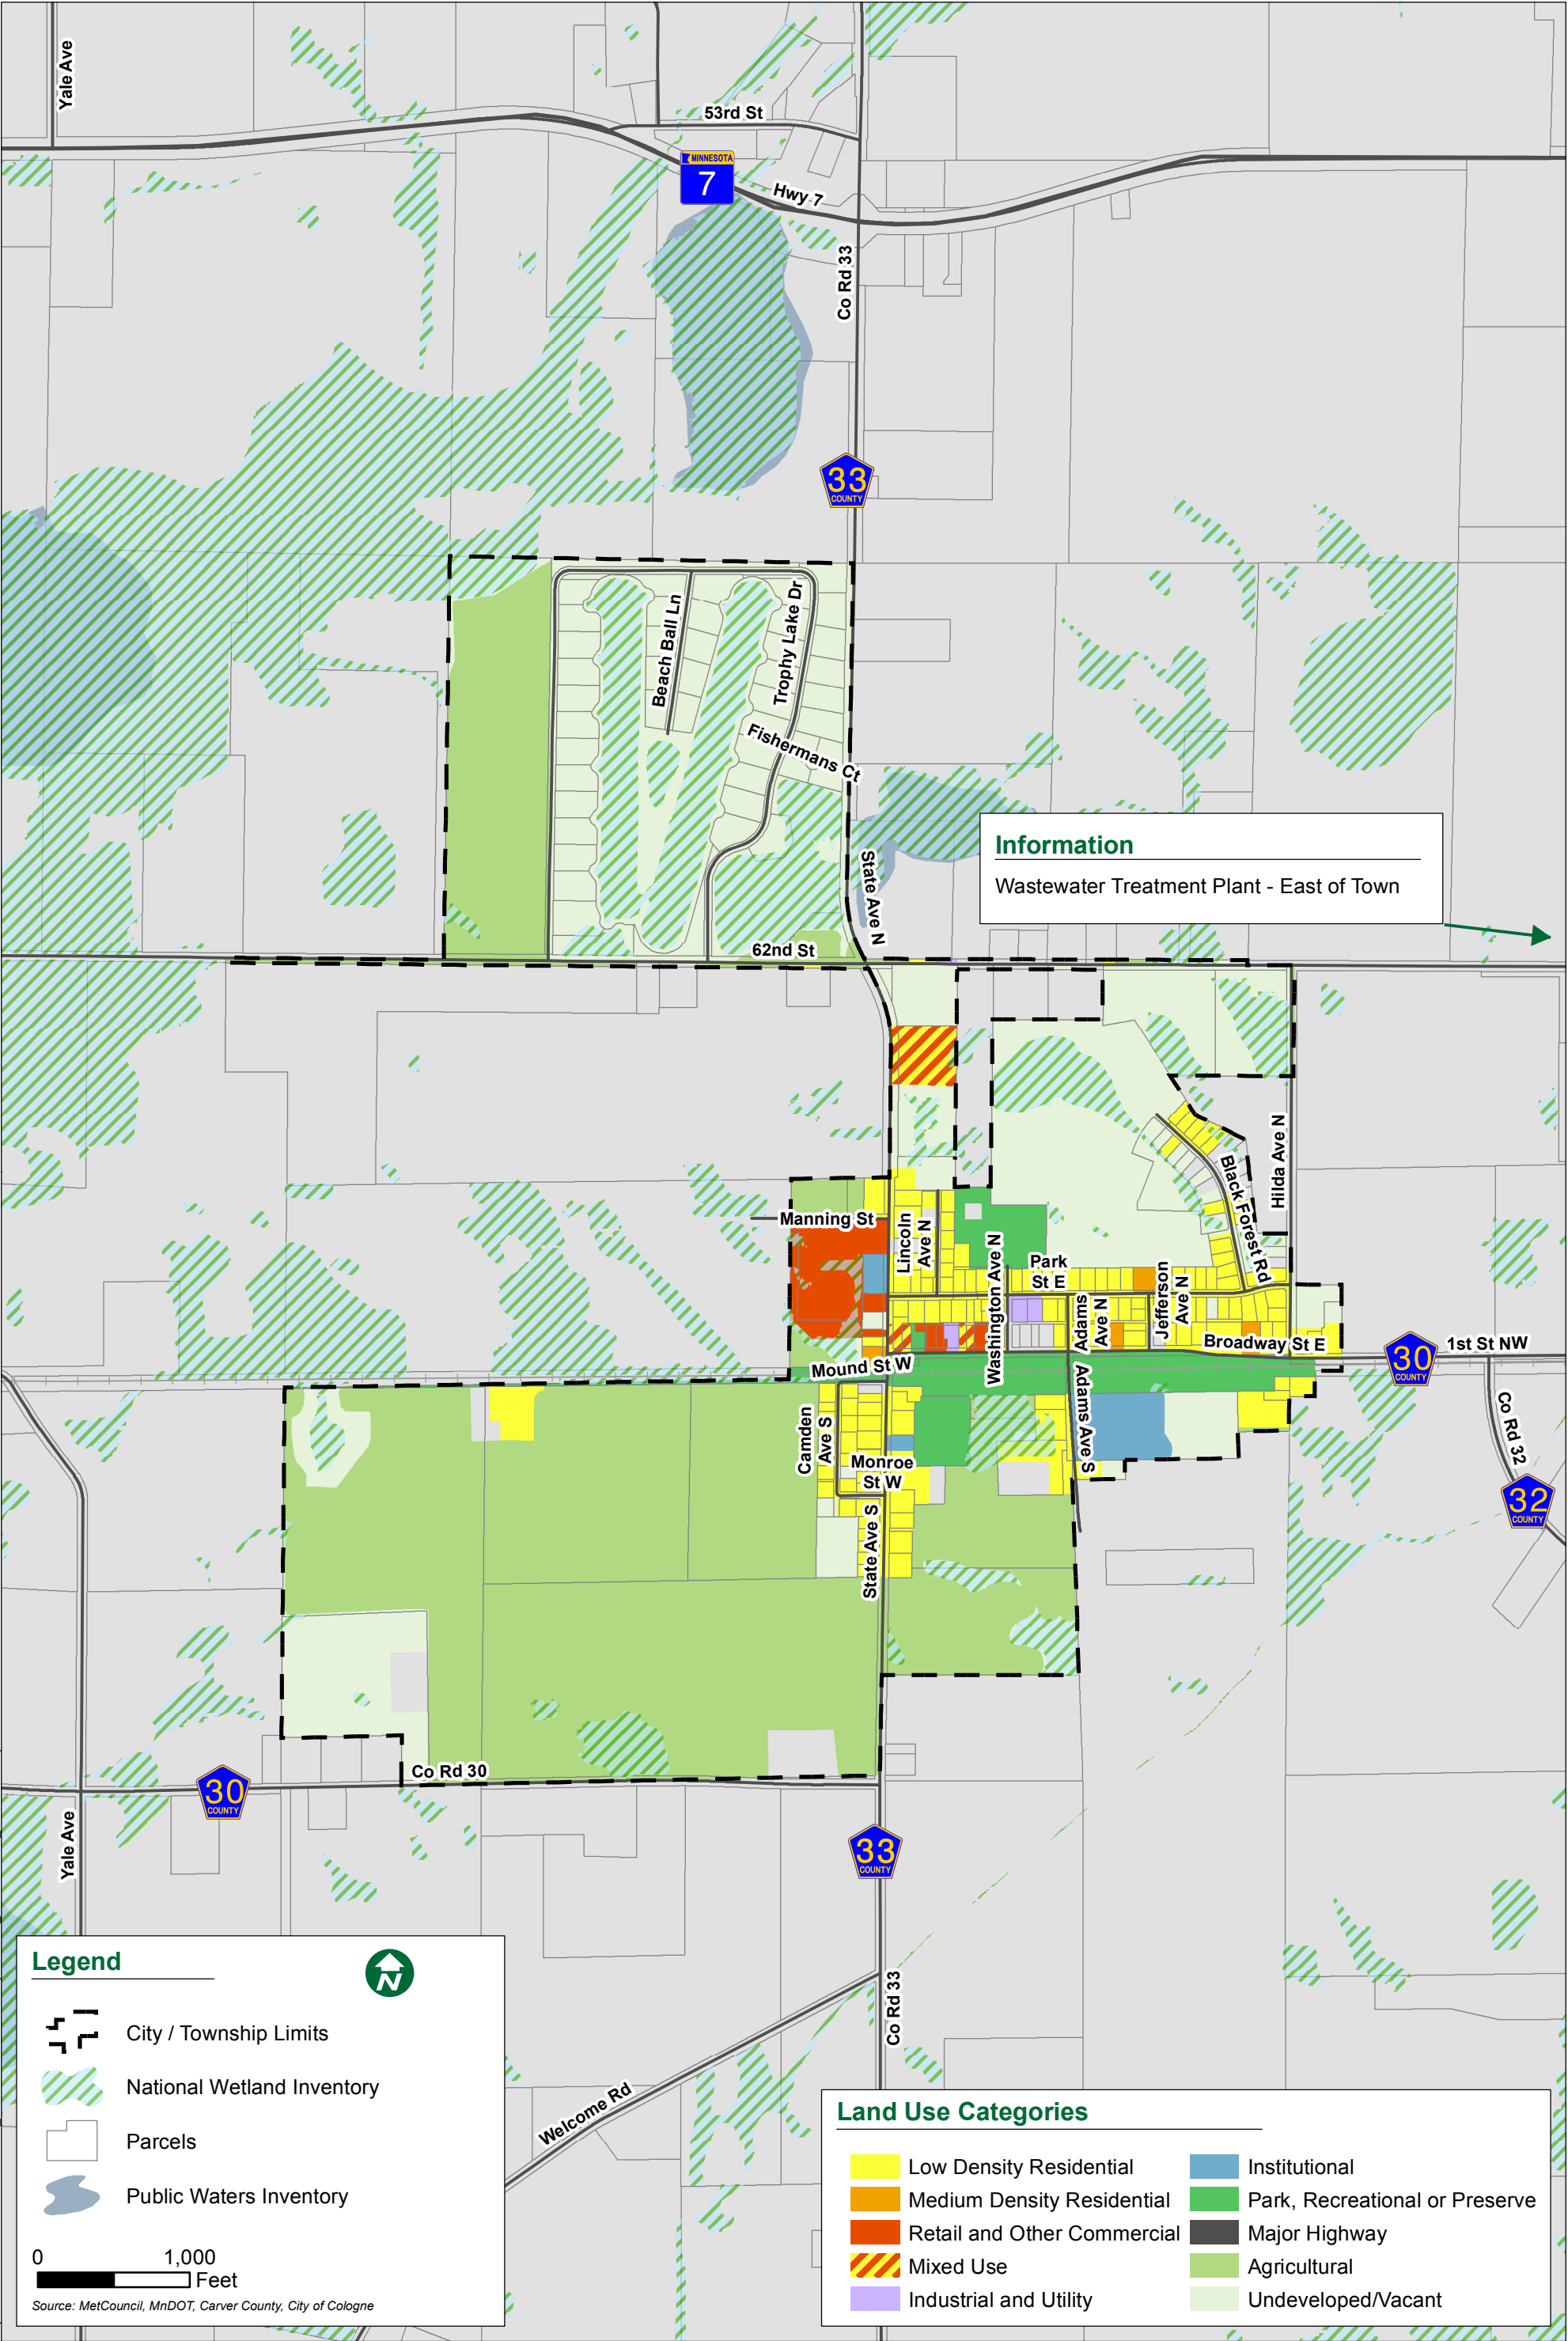 Yale Ave
53rd St
MINNESOTA
7
Hwy 7
Co Rd 33
33
COUNTY
Beach Ball Ln
Trophy Lake Dr
Fishermans Ct
State Ave N
Information
Wastewater Treatment Plant - East of Town
62nd St
Hilda Ave N
Black Forest Rd
Manning St
Lincoln
Ave N
Washington Ave N
Park
St E
Adams
Ave N
Jefferson
Ave N
Broadway St E
1st St NW
30
COUNTY
Mound St W
Camden
Ave S
Adams Ave S
Co Rd 32
Monroe
St W
32
COUNTY
State Ave S
Co Rd 30
30
COUNTY
Yale Ave
33
COUNTY
Co Rd 33
Welcome Rd
Legend
N
City / Township Limits
National Wetland Inventory
Parcels
Public Waters Inventory
0 1,000
Feet
Source: MetCouncil, MnDOT, Carver County, City of Cologne
Land Use Categories
Low Density Residential
Medium Density Residential
Retail and Other Commercial
Mixed Use
Industrial and Utility
Institutional
Park, Recreational or Preserve
Major Highway
Agricultural
Undeveloped/Vacant